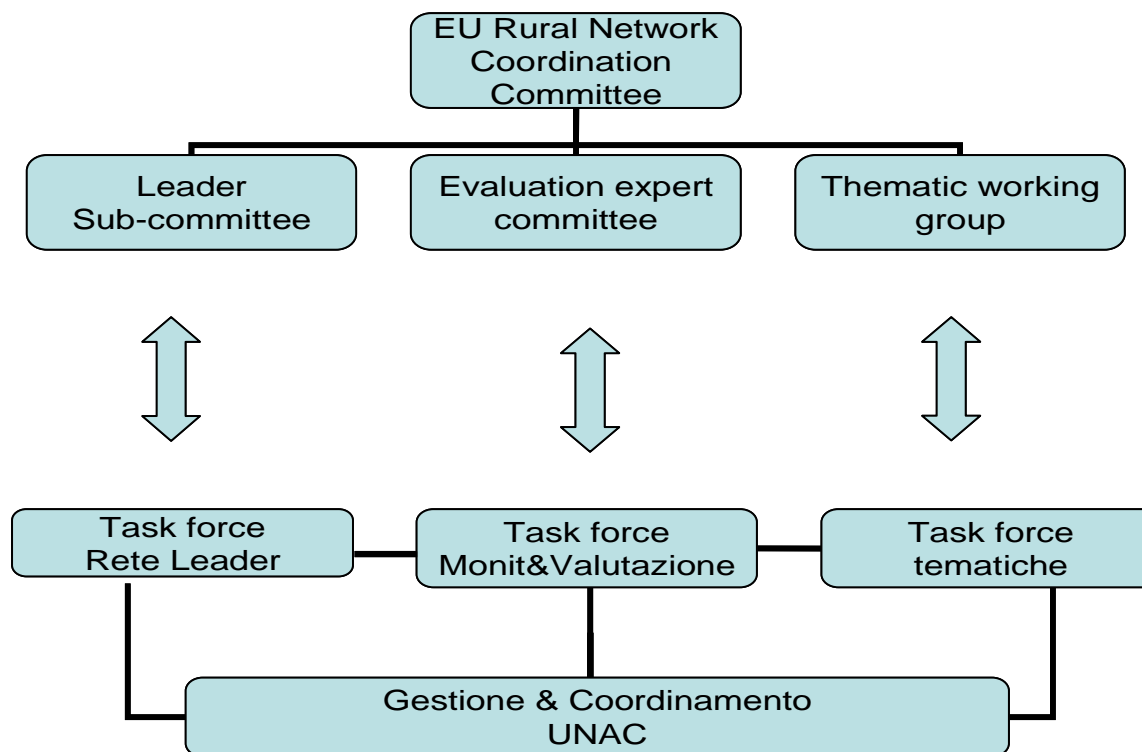 EU Rural Network
Coordination
Committee
Leader
Sub-committee
Evaluation expert
committee
Thematic working
group
Task force
Rete Leader
Task force
Monit&Valutazione
Task force
tematiche
Gestione & Coordinamento
UNAC